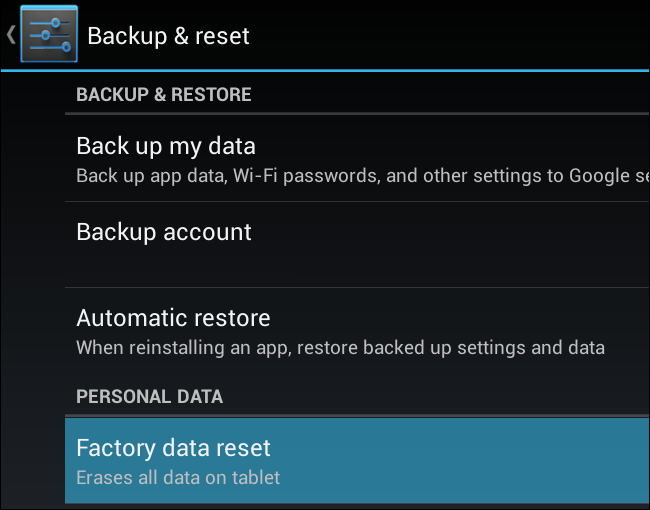 Backup & reset
BACKUP & RESTORE
Back up my data
Back up app data, Wi-Fi passwords, and other settings to Google se
Backup account
Automatic restore
When reinstalling an app, restore backed up settings and data
PERSONAL DATA
Factory data reset
Erases all data on tablet